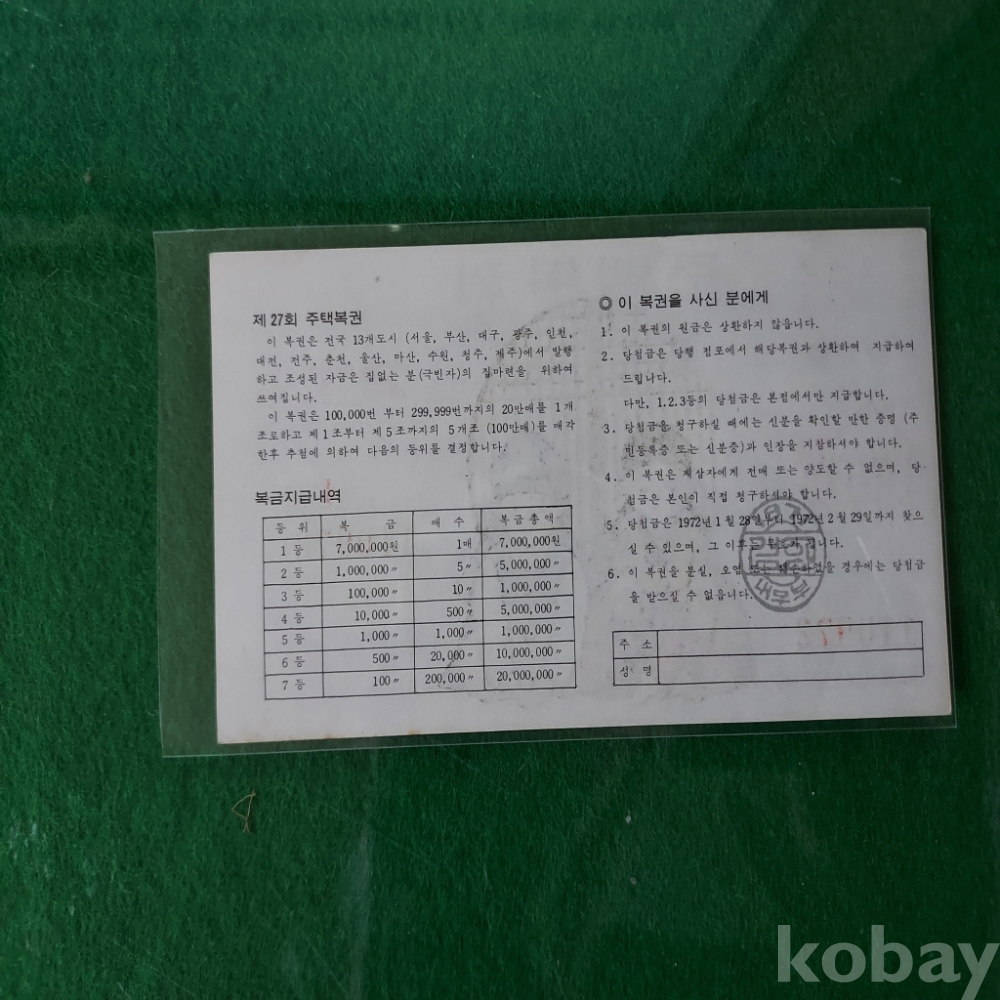 제 27회 주택복권
이 복권은 전국 13개도시 (서울, 부산, 대구, 광주, 인천,
대전, 전주, 춘천, 울산, 마산, 수원, 청주, 제주)에서 발행
하고 조성된 자금은 집없는 분(극빈자)의 집마련을 위하여
쓰여집니다.
이 복권은 100,000번 부터 299,999번까지의 20만매를 1개
조로하고 제1조부터 제5조까지의 5개조 (100만매)를 매각
한후 추첨에 의하여 다음의 등위를 결정합니다.
복금지급내역
등 위 복 금 매 수 복금총액
1 등 7,000,000원 1매 7,000,000원
2 등 1,000,000〃 5〃 5,000,000〃
3 등 100,000〃 10〃 1,000,000〃
4 등 10,000〃 500〃 5,000,000〃
5 등 1,000〃 1,000〃 1,000,000〃
6 등 500〃 20,000〃 10,000,000〃
7 등 100〃 200,000〃 20,000,000〃
◎ 이 복권을 사신 분에게
1. 이 복권의 원금은 상환하지 않읍니다.
2. 당첨금은 당행 점포에서 해당복권과 상환하여 지급하여
드립니다.
다만, 1.2.3등의 당첨금은 본점에서만 지급합니다.
3. 당첨금을 청구하실 때에는 신분을 확인할 만한 증명 (주
민등록증 또는 신분증)과 인장을 지참하셔야 합니다.
4. 이 복권은 제삼자에게 전매 또는 양도할 수 없으며, 당
첨금은 본인이 직접 청구하셔야 합니다.
5. 당첨금은 1972년 1월 28일부터 1972년 2월 29일까지 찾으
실 수 있으며, 그 이후는 무효가 됩니다.
6. 이 복권을 분실, 오염 또는 훼손하였을 경우에는 당첨금
을 받으실 수 없읍니다.
주 소
성 명
kobay